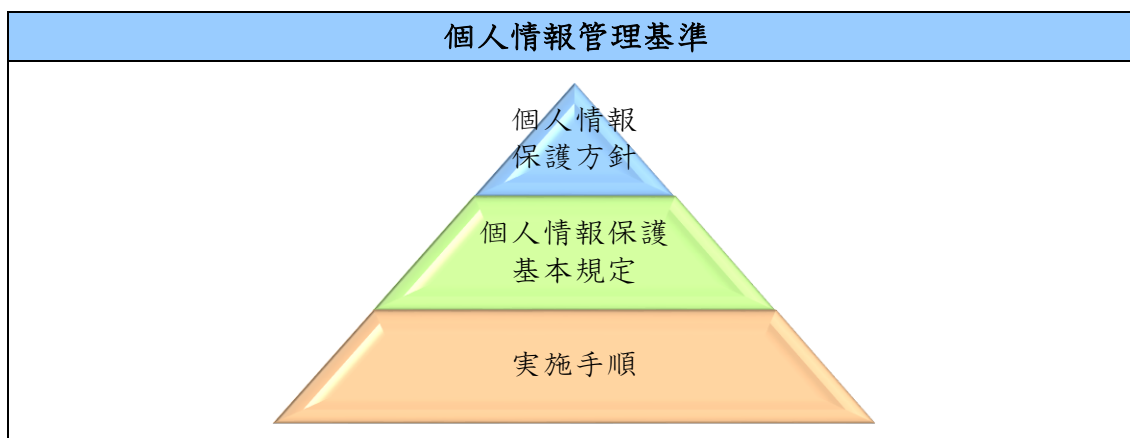 個人情報管理基準
個人情報
保護方針
個人情報保護
基本規定
実施手順